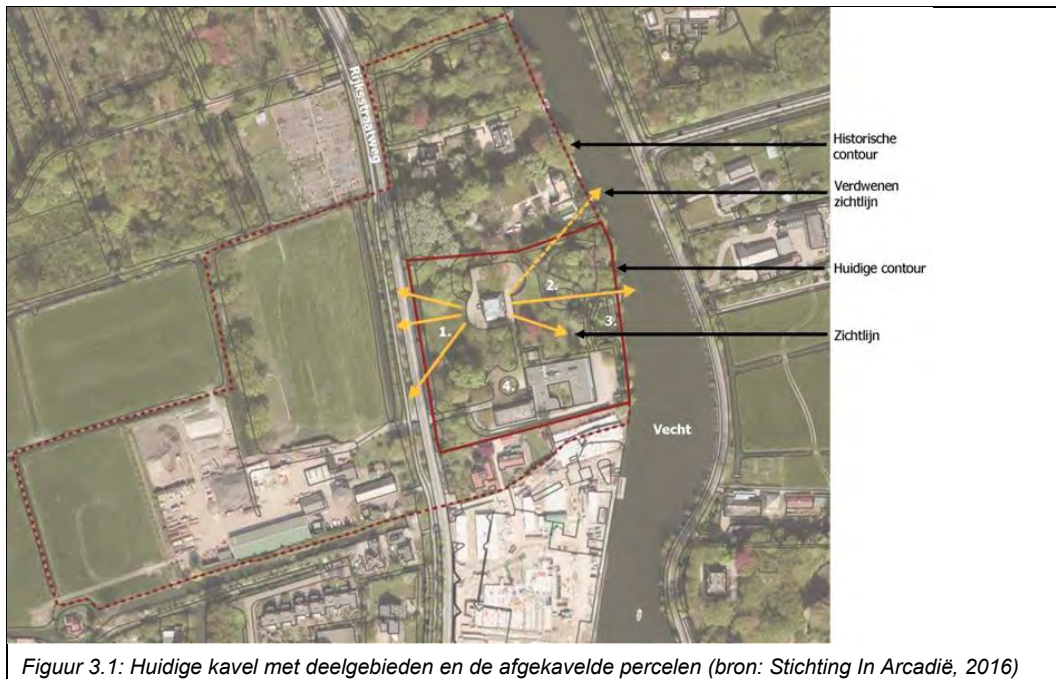 Rijksstraatweg
Historische
contour
Verdwenen
zichtlijn
Huidige contour
Zichtlijn
1.
2.
3.
4.
Vecht
Figuur 3.1: Huidige kavel met deelgebieden en de afgekavelde percelen (bron: Stichting In Arcadië, 2016)